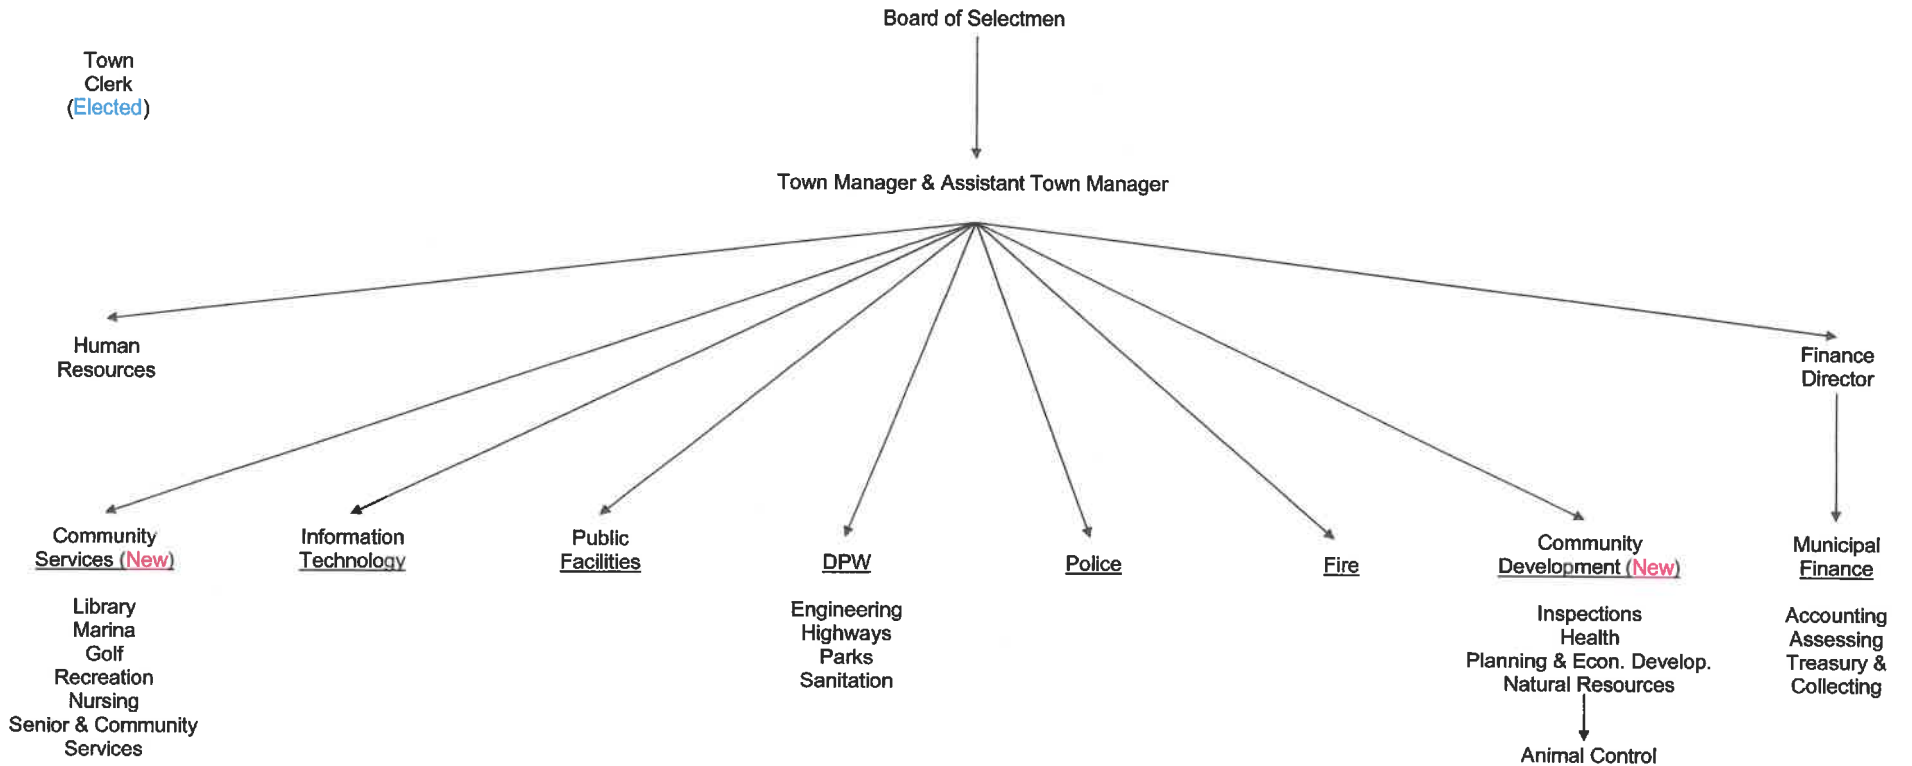 Board of Selectmen
Town
Clerk
(Elected)
Town Manager & Assistant Town Manager
Human
Resources
Finance
Director
Community
Services (New)
Library
Marina
Golf
Recreation
Nursing
Senior & Community
Services
Information
Technology
Public
Facilities
DPW
Engineering
Highways
Parks
Sanitation
Police
Fire
Community
Development (New)
Inspections
Health
Planning & Econ. Develop.
Natural Resources
Animal Control
Municipal
Finance
Accounting
Assessing
Treasury &
Collecting